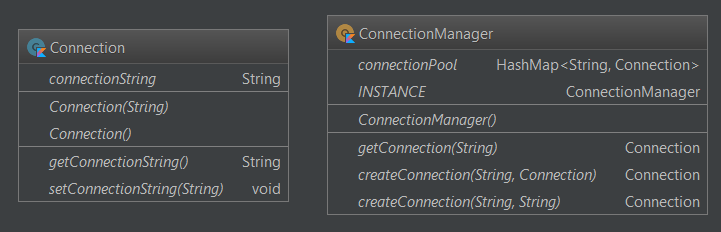 Connection
connectionString String
Connection(String)
Connection()
getConnectionString() String
setConnectionString(String) void
ConnectionManager
connectionPool HashMap<String, Connection>
INSTANCE ConnectionManager
ConnectionManager()
getConnection(String) Connection
createConnection(String, Connection) Connection
createConnection(String, String) Connection